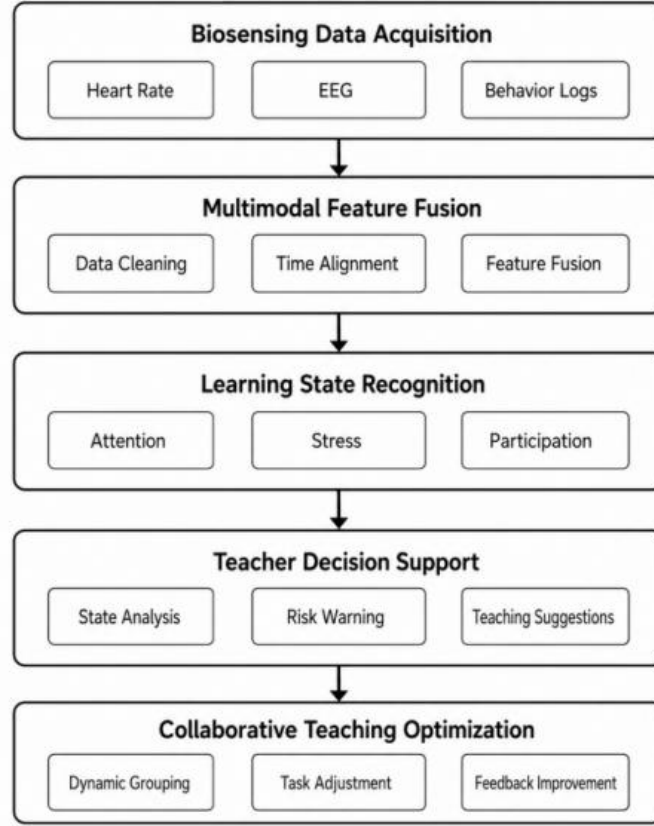 Biosensing Data Acquisition
Heart Rate
EEG
Behavior Logs
Multimodal Feature Fusion
Data Cleaning
Time Alignment
Feature Fusion
Learning State Recognition
Attention
Stress
Participation
Teacher Decision Support
State Analysis
Risk Warning
Teaching Suggestions
Collaborative Teaching Optimization
Dynamic Grouping
Task Adjustment
Feedback Improvement